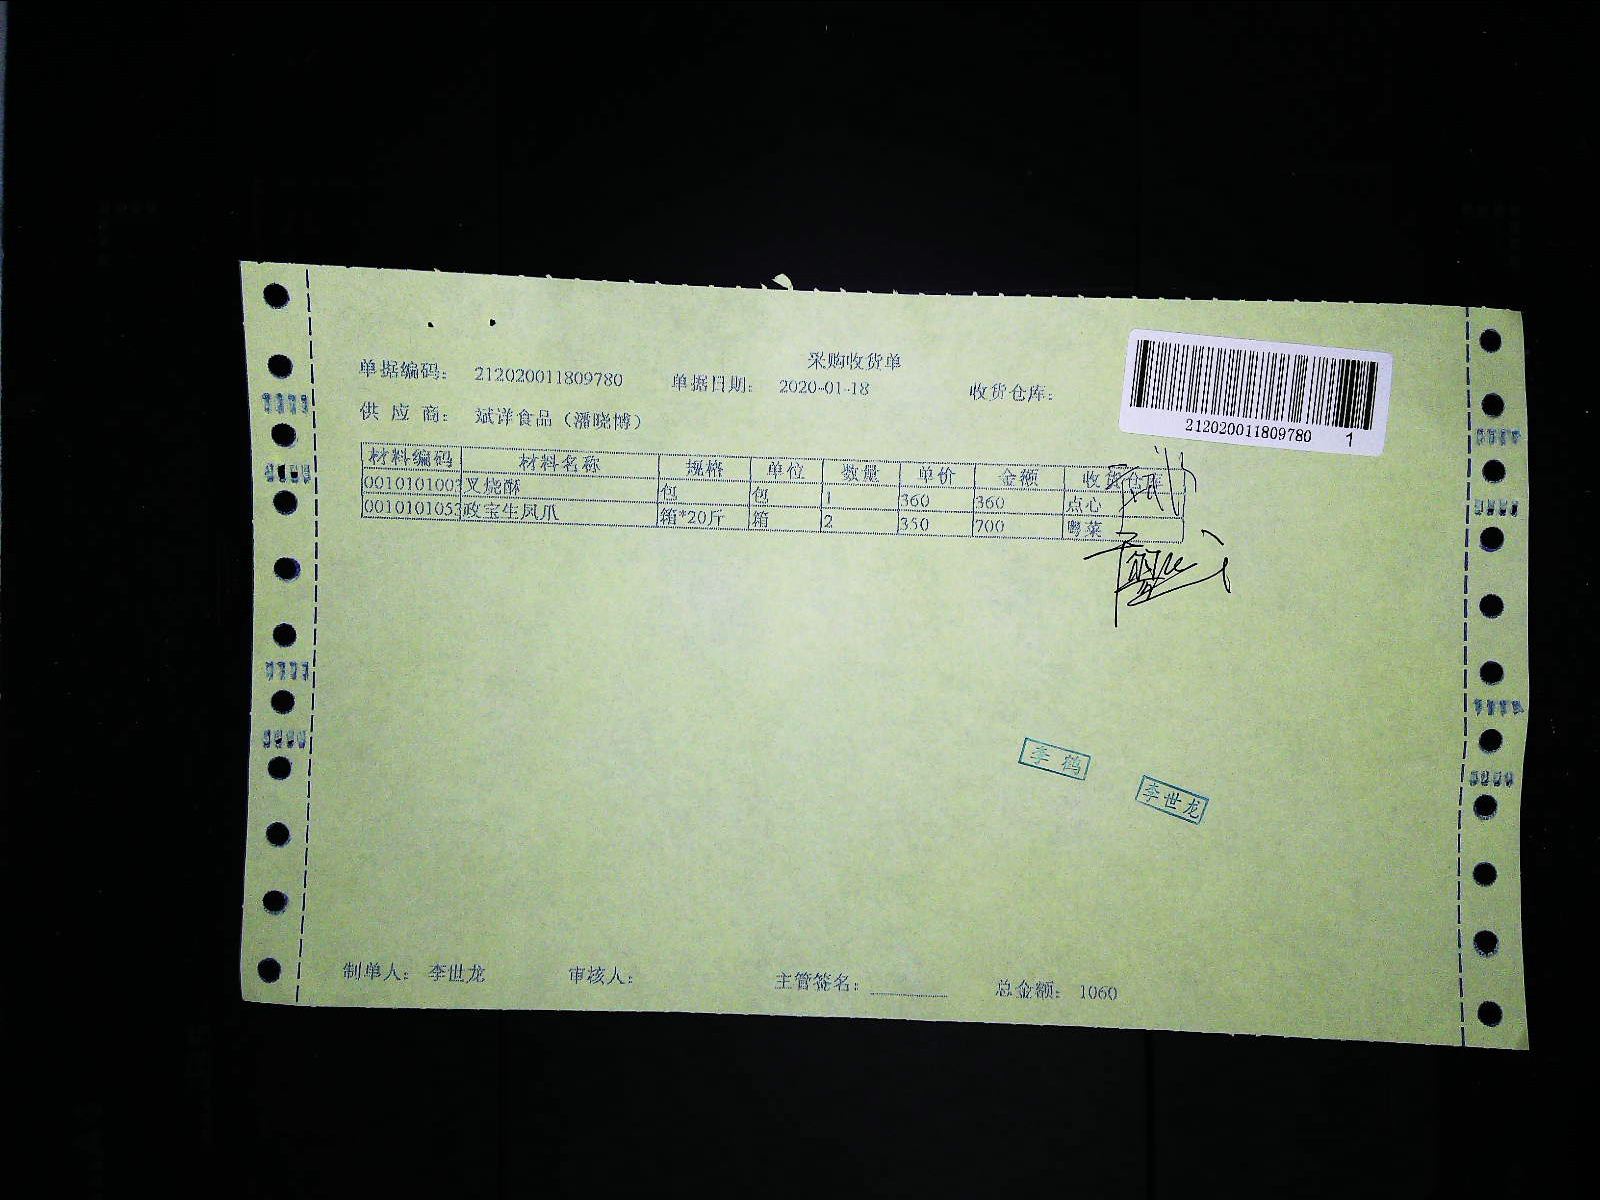 采购收货单
单据编码： 212020011809780 单据日期： 2020-01-18 收货仓库：
供 应 商： 斌详食品（潘晓博）
212020011809780 1
材料编码 材料名称 规格 单位 数量 单价 金额 收货仓库
0010101003 叉烧酥 包 包 1 360 360 点心
0010101053 政宝生凤爪 箱*20斤 箱 2 350 700 粤菜
李鹤
李世龙
制单人： 李世龙 审核人： 主管签名： 总金额： 1060